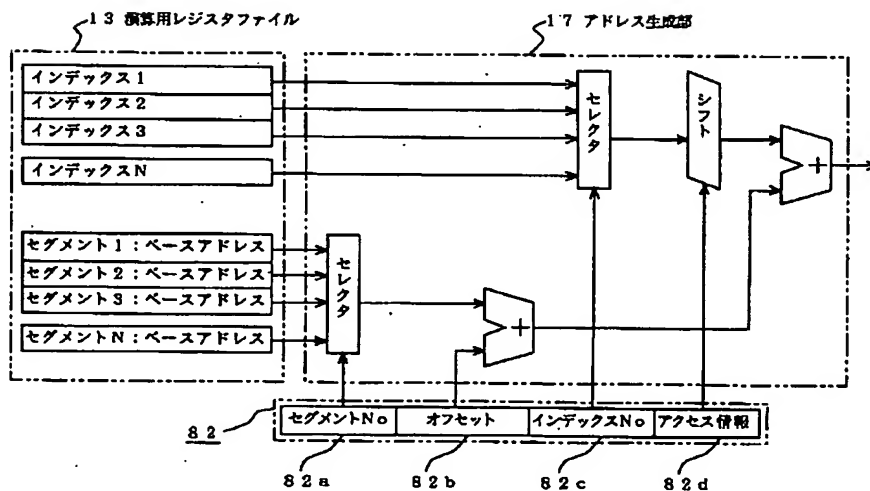 13 演算用レジスタファイル
17 アドレス生成部
インデックス1
インデックス2
インデックス3
インデックスN
セレクタ
シフト
+
セグメント1:ベースアドレス
セグメント2:ベースアドレス
セグメント3:ベースアドレス
セグメントN:ベースアドレス
セレクタ
+
82
セグメントNo
オフセット
インデックスNo
アクセス情報
82a
82b
82c
82d